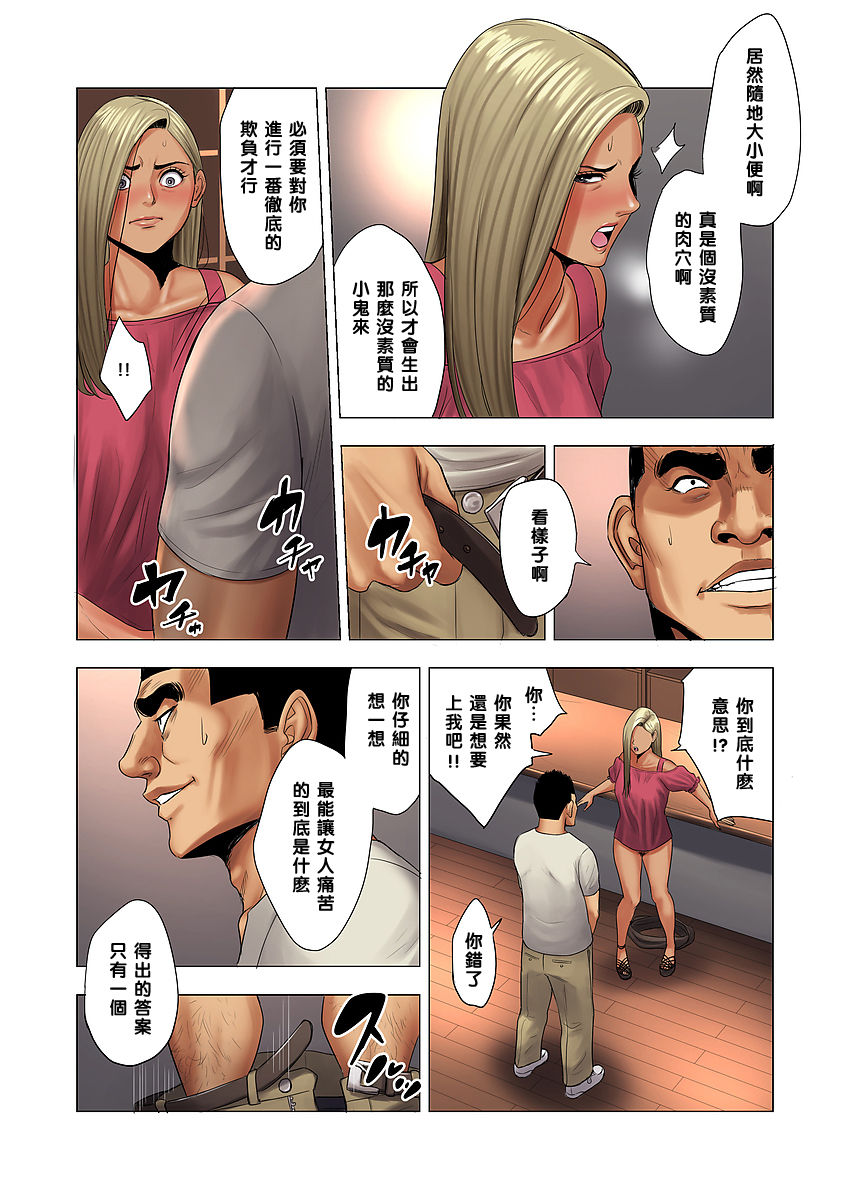 居然隨地大小便啊
真是個沒素質
的肉穴啊
所以才會生出
那麼沒素質的
小鬼來
必須要對你
進行一番徹底的
欺負才行
!!
カチャ
カチャ
看樣子啊
カチャ
你到底什麼
意思!?
你…
你果然
還是想要
上我吧!!
你錯了
你仔細的
想一想
最能讓女人痛苦
的到底是什麼
得出的答案
只有一個
ズルッ